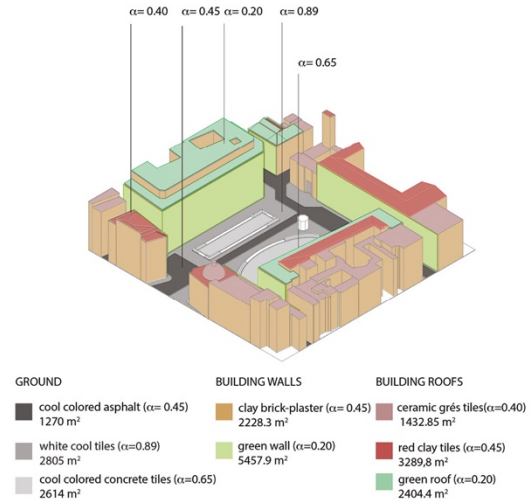 α= 0.40 α= 0.45 α= 0.20 α= 0.89
α= 0.65
GROUND
cool colored asphalt (α= 0.45)
1270 m²
white cool tiles (α=0.89)
2805 m²
cool colored concrete tiles (α=0.65)
2614 m²
BUILDING WALLS
clay brick-plaster (α= 0.45)
2228.3 m²
green wall (α=0.20)
5457.9 m²
BUILDING ROOFS
ceramic grés tiles(α=0.40)
1432.85 m²
red clay tiles (α=0.45)
3289,8 m²
green roof (α=0.20)
2404.4 m²